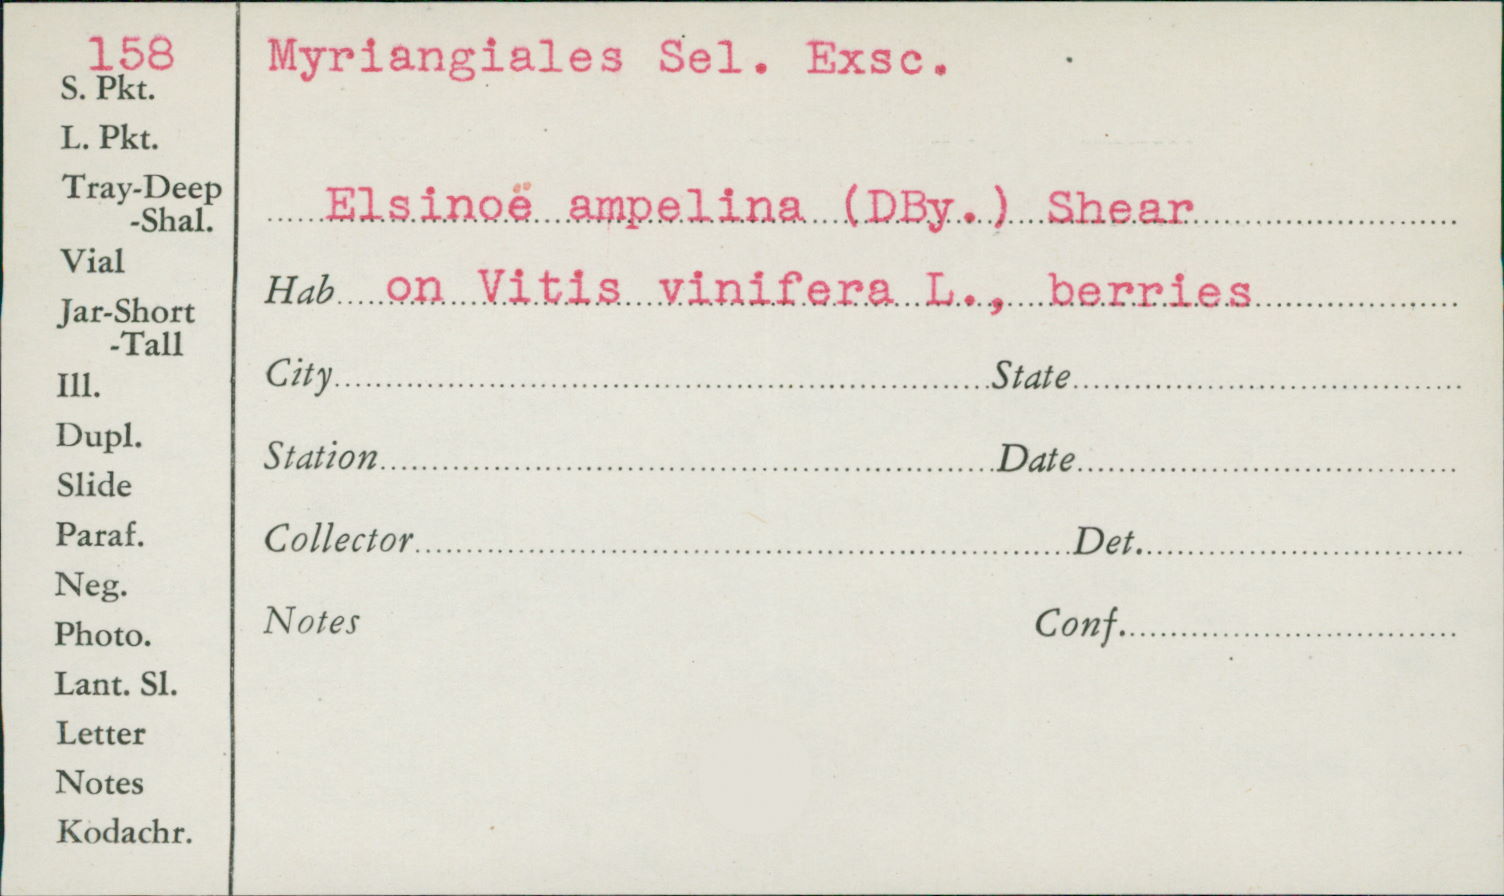 158
S. Pkt.
L. Pkt.
Tray-Deep
-Shal.
Vial
Jar-Short
-Tall
Ill.
Dupl.
Slide
Paraf.
Neg.
Photo.
Lant. Sl.
Letter
Notes
Kodachr.
Myriangiales Sel. Exsc.
Elsinoë ampelina (DBy.) Shear
Hab on Vitis vinifera L., berries
City State
Station Date
Collector Det.
Notes Conf.